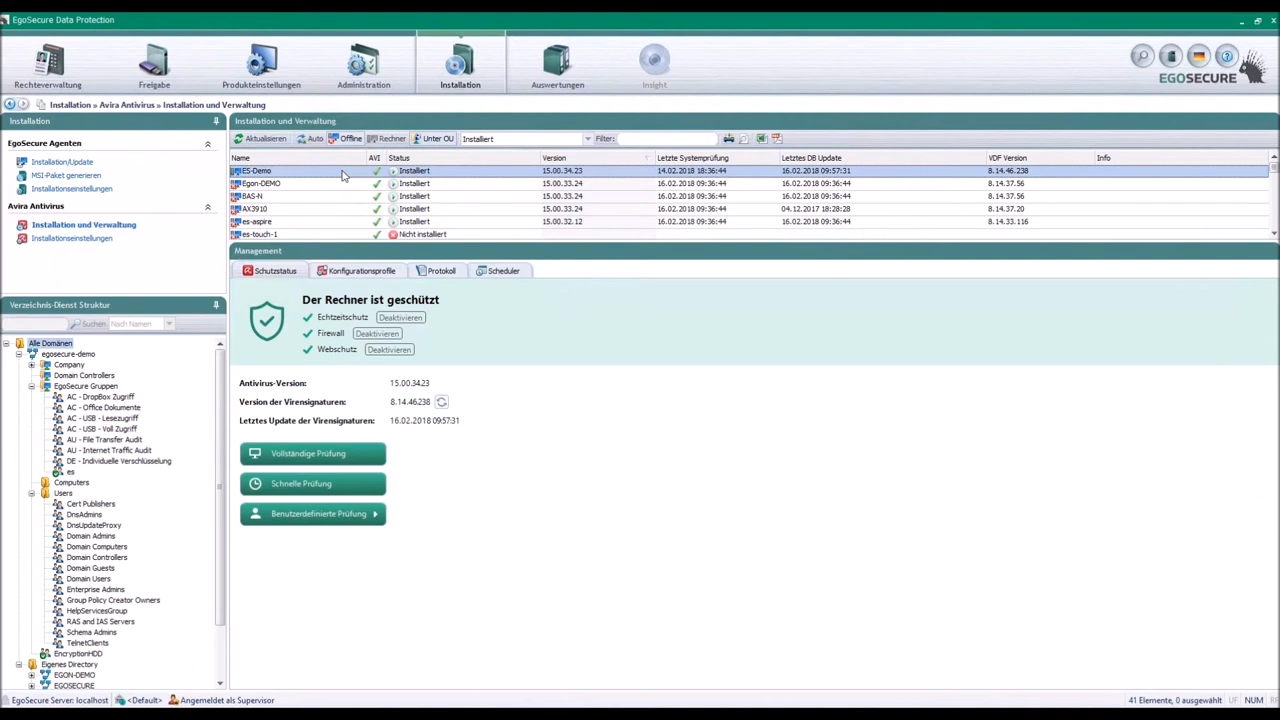 EgoSecure Data Protection
Rechteverwaltung
Freigabe
Produkteinstellungen
Administration
Installation
Auswertungen
Insight
EGOSECURE
Installation » Avira Antivirus » Installation und Verwaltung
Installation
EgoSecure Agenten
Installation/Update
MSI-Paket generieren
Installationseinstellungen
Avira Antivirus
Installation und Verwaltung
Installationseinstellungen
Verzeichnis-Dienst Struktur
Suchen Nach Namen
Alle Domänen
egosecure-demo
Company
Domain Controllers
EgoSecure Gruppen
AC - DropBox Zugriff
AC - Office Dokumente
AC - USB - Lesezugriff
AC - USB - Voll Zugriff
AU - File Transfer Audit
AU - Internet Traffic Audit
DE - Individuelle Verschlüsselung
es
Computers
Users
Cert Publishers
DnsAdmins
DnsUpdateProxy
Domain Admins
Domain Computers
Domain Controllers
Domain Guests
Domain Users
Enterprise Admins
Group Policy Creator Owners
HelpServicesGroup
RAS and IAS Servers
Schema Admins
TelnetClients
EncryptionHDD
Eigenes Directory
EGON-DEMO
EGOSECURE
Installation und Verwaltung
Aktualisieren Auto Offline Rechner Unter OU Installiert Filter:
Name AVI Status Version Letzte Systemprüfung Letztes DB Update VDF Version Info
ES-Demo Installiert 15.00.34.23 14.02.2018 18:36:44 16.02.2018 09:57:31 8.14.46.238
Egon-DEMO Installiert 15.00.33.24 16.02.2018 09:36:44 16.02.2018 09:36:44 8.14.37.56
BAS-N Installiert 15.00.33.24 16.02.2018 09:36:44 16.02.2018 09:36:44 8.14.37.56
AX3910 Installiert 15.00.33.24 16.02.2018 09:36:44 04.12.2017 18:28:28 8.14.37.20
es-aspire Installiert 15.00.32.12 16.02.2018 09:36:44 16.02.2018 09:36:44 8.14.33.116
es-touch-1 Nicht installiert
Management
Schutzstatus Konfigurationsprofile Protokoll Scheduler
Der Rechner ist geschützt
Echtzeitschutz Deaktivieren
Firewall Deaktivieren
Webschutz Deaktivieren
Antivirus-Version: 15.00.34.23
Version der Virensignaturen: 8.14.46.238
Letztes Update der Virensignaturen: 16.02.2018 09:57:31
Vollständige Prüfung
Schnelle Prüfung
Benutzerdefinierte Prüfung
EgoSecure Server: localhost <Default> Angemeldet als Supervisor 41 Elemente, 0 ausgewählt UF NUM